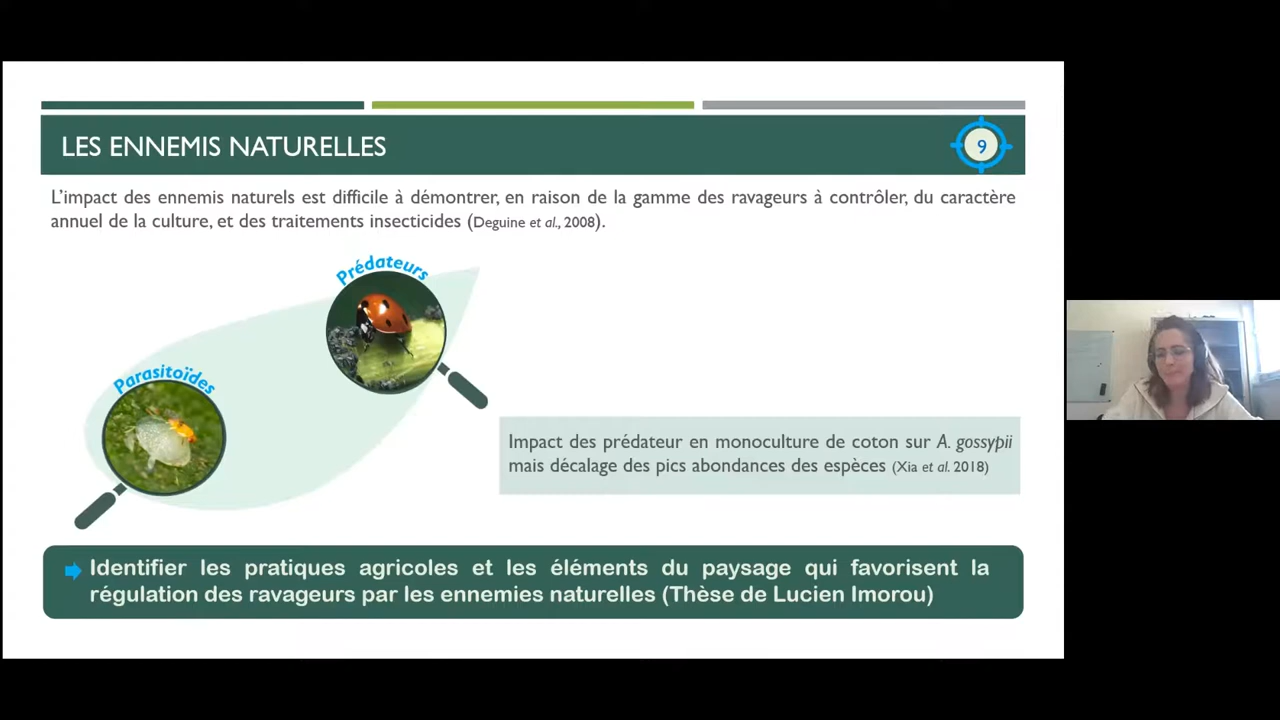 LES ENNEMIS NATURELLES
9
L'impact des ennemis naturels est difficile à démontrer, en raison de la gamme des ravageurs à contrôler, du caractère
annuel de la culture, et des traitements insecticides (Deguine et al., 2008).
Prédateurs
Parasitoïdes
Impact des prédateur en monoculture de coton sur A. gossypii
mais décalage des pics abondances des espèces (Xia et al. 2018)
Identifier les pratiques agricoles et les éléments du paysage qui favorisent la
régulation des ravageurs par les ennemies naturelles (Thèse de Lucien Imorou)